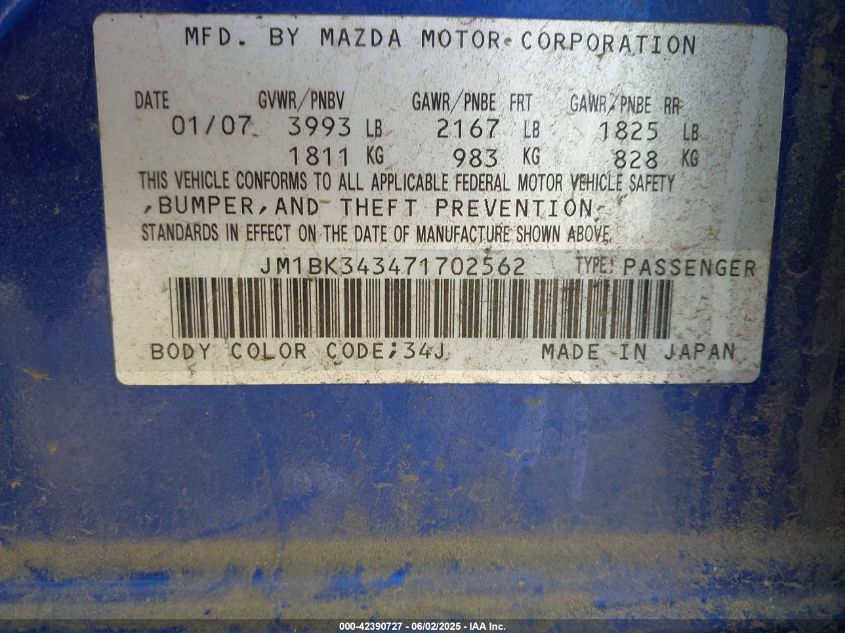 MFD. BY MAZDA MOTOR CORPORATION
DATE GVWR/PNBV GAWR/PNBE FRT GAWR/PNBE RR
01/07 3993 LB 2167 LB 1825 LB
1811 KG 983 KG 828 KG
THIS VEHICLE CONFORMS TO ALL APPLICABLE FEDERAL MOTOR VEHICLE SAFETY
,BUMPER,AND THEFT PREVENTION
STANDARDS IN EFFECT ON THE DATE OF MANUFACTURE SHOWN ABOVE.
JM1BK343471702562 TYPE: PASSENGER
BODY COLOR CODE;34J MADE IN JAPAN
000-42390727 - 06/02/2025 - IAA Inc.